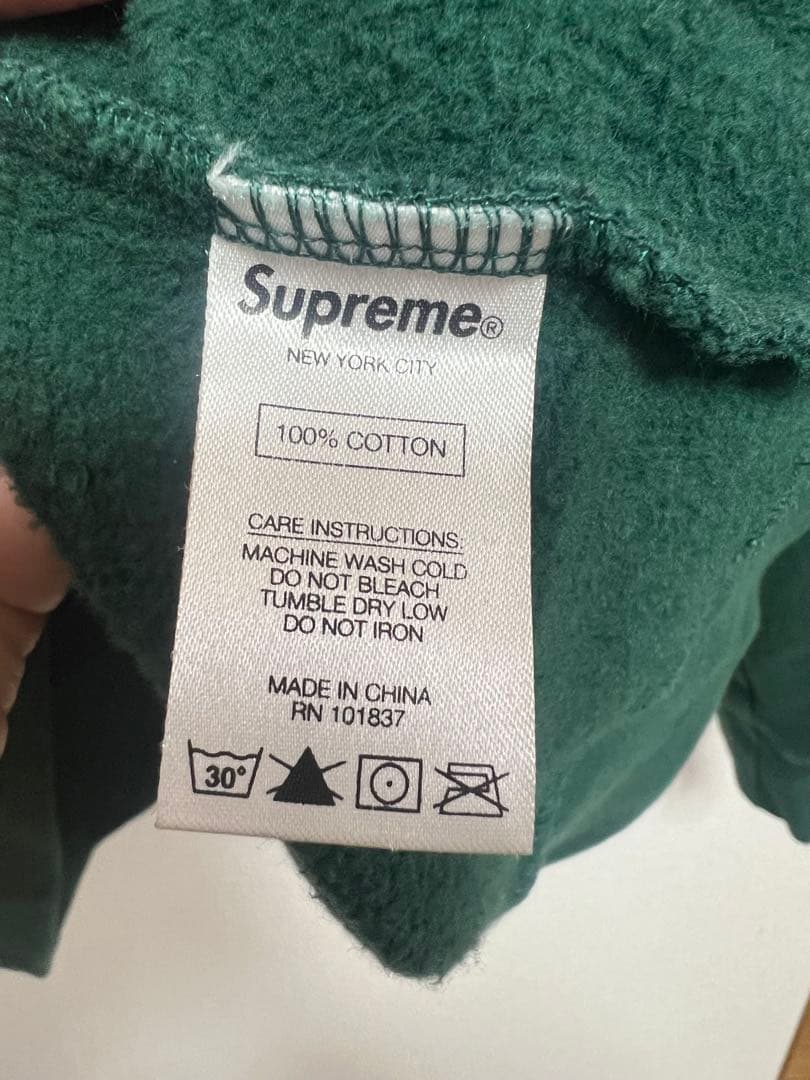 Supreme®
NEW YORK CITY
100% COTTON
CARE INSTRUCTIONS:
MACHINE WASH COLD
DO NOT BLEACH
TUMBLE DRY LOW
DO NOT IRON
MADE IN CHINA
RN 101837
30°